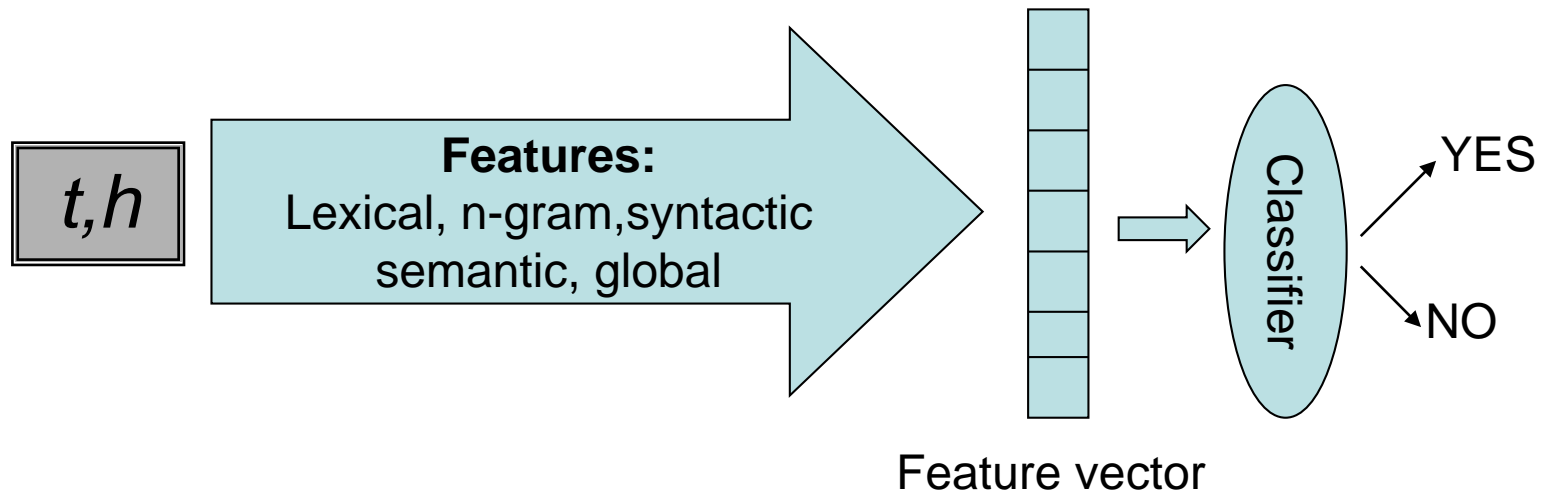 t,h
Features:
Lexical, n-gram,syntactic
semantic, global
Feature vector
Classifier
YES
NO